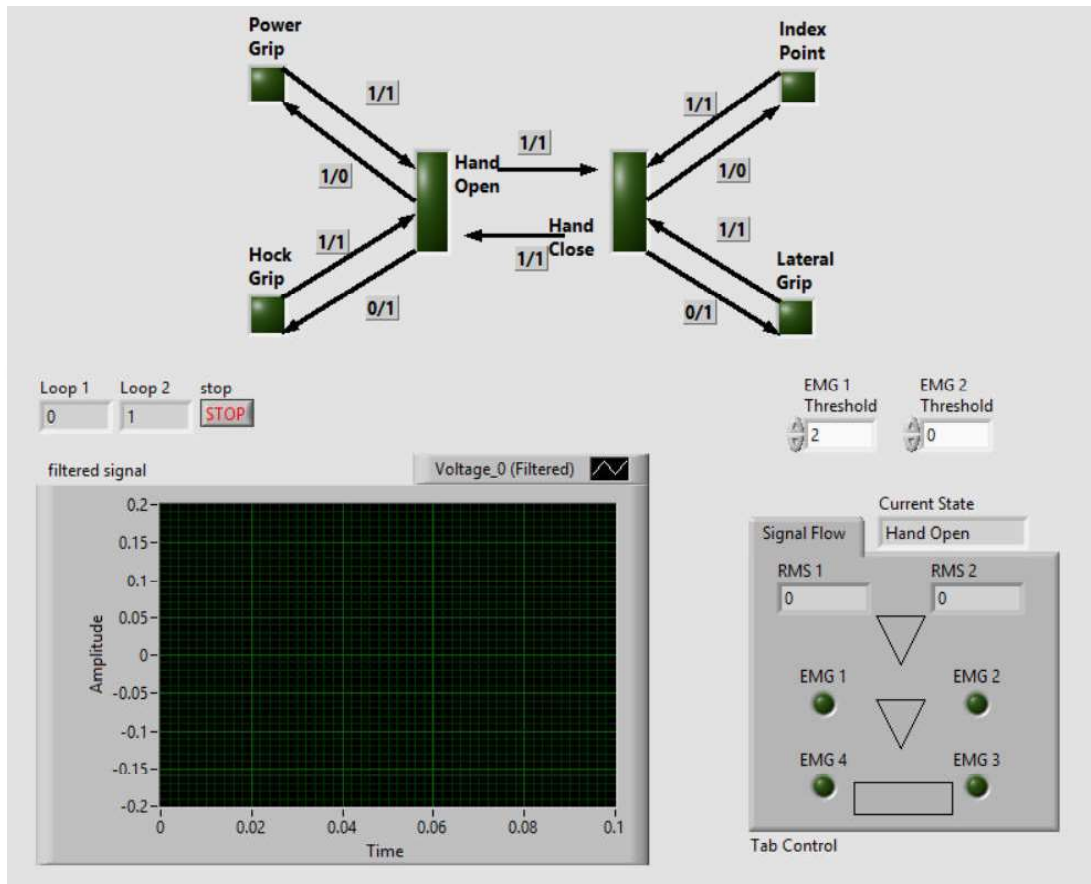 Power
Grip
Index
Point
1/1
1/1
1/1
1/0
Hand
Open
1/0
1/1
Hand
Close
1/1
1/1
Hock
Grip
Lateral
Grip
0/1
0/1
Loop 1
Loop 2
stop
0
1
STOP
EMG 1
Threshold
EMG 2
Threshold
2
0
filtered signal
Voltage_0 (Filtered)
0.2
0.15
0.1
0.05
0
-0.05
-0.1
-0.15
-0.2
Amplitude
0
0.02
0.04
0.06
0.08
0.1
Time
Current State
Signal Flow
Hand Open
RMS 1
RMS 2
0
0
EMG 1
EMG 2
EMG 4
EMG 3
Tab Control